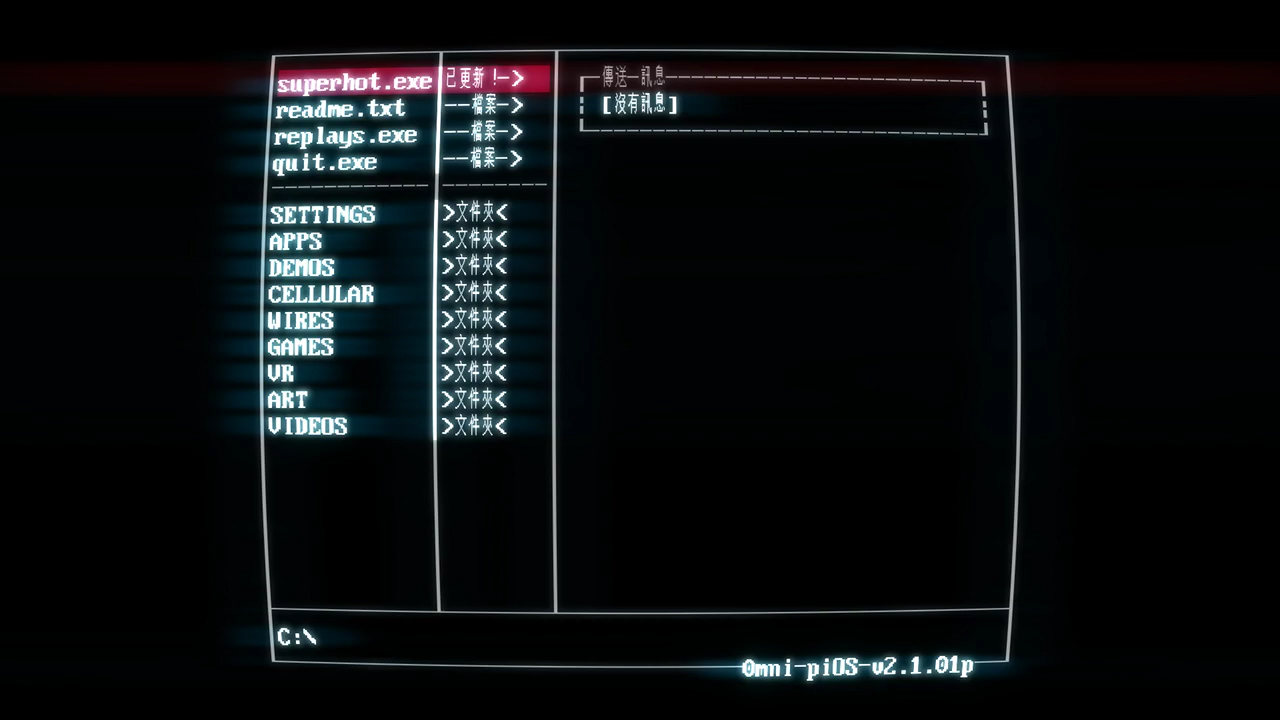 superhot.exe 已更新!—>
readme.txt ——檔案—>
replays.exe ——檔案—>
quit.exe ——檔案—>
SETTINGS >文件夾<
APPS >文件夾<
DEMOS >文件夾<
CELLULAR >文件夾<
WIRES >文件夾<
GAMES >文件夾<
VR >文件夾<
ART >文件夾<
VIDEOS >文件夾<
傳送—訊息
[沒有訊息]
C:\
Omni-piOS-v2.1.01p